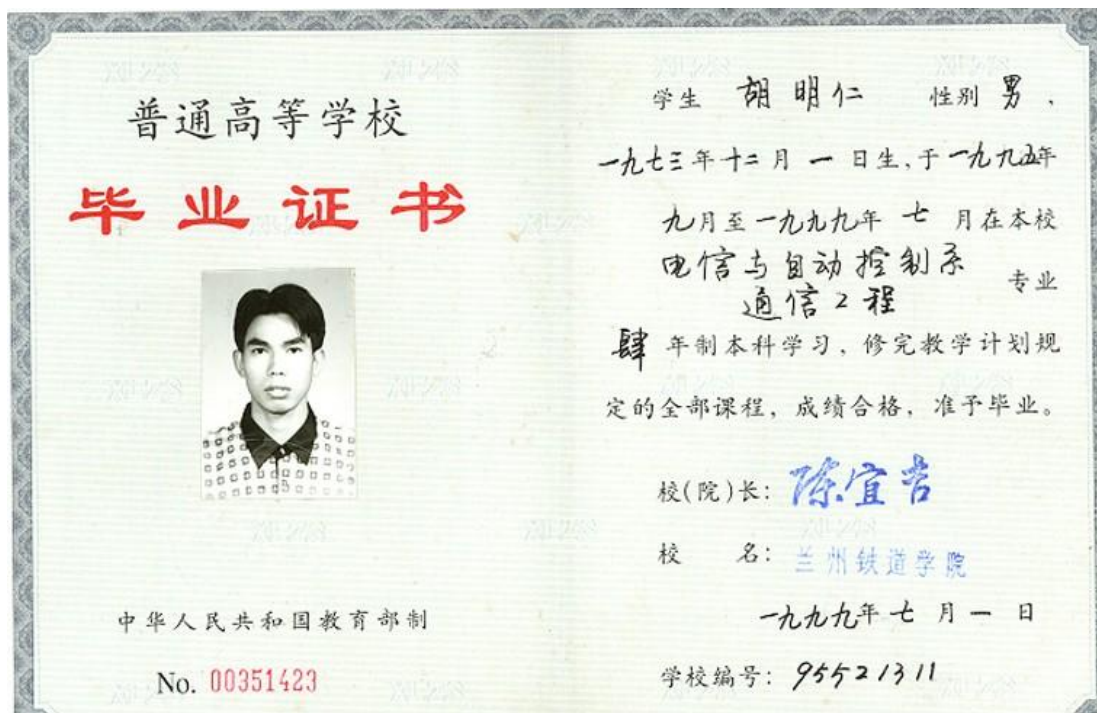 普通高等学校
毕业证书
中华人民共和国教育部制
No. 00351423
学生 胡明仁 性别 男，
一九七三年十二月一日生，于一九九五年
九月至一九九九年 七 月在本校
电信与自动控制系
通信工程 专业
肆 年制本科学习，修完教学计划规
定的全部课程，成绩合格，准予毕业。
校(院)长：陈宜吉
校 名：兰州铁道学院
一九九九年 七 月 一 日
学校编号：95521311